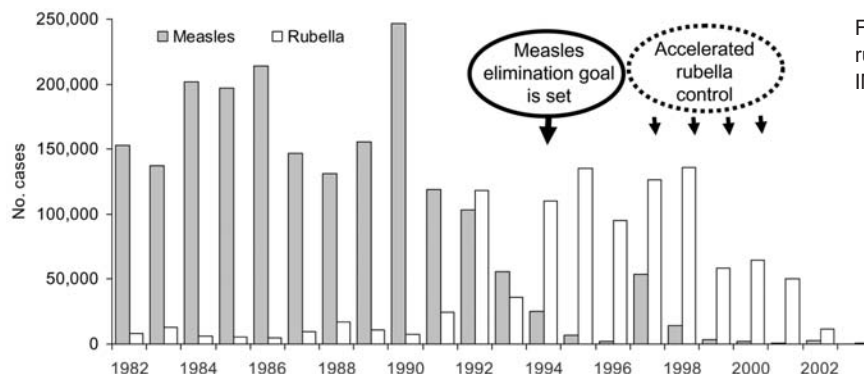 250,000
200,000
150,000
100,000
50,000
0
No. cases
Measles
Rubella
Measles
elimination goal
is set
Accelerated
rubella
control
1982
1984
1986
1988
1990
1992
1994
1996
1998
2000
2002